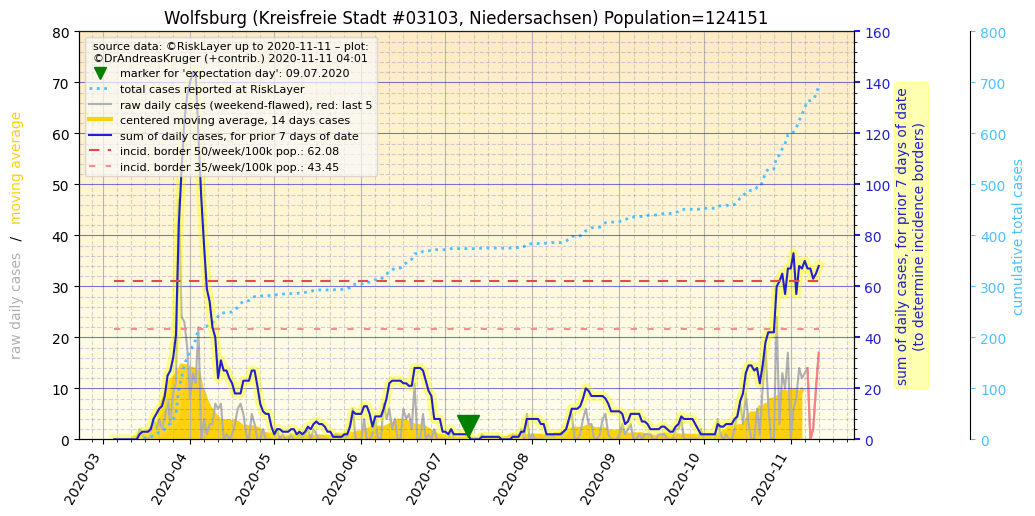 Wolfsburg (Kreisfreie Stadt #03103, Niedersachsen) Population=124151
source data: ©RiskLayer up to 2020-11-11 – plot:
©DrAndreasKruger (+contrib.) 2020-11-11 04:01
marker for 'expectation day': 09.07.2020
total cases reported at RiskLayer
raw daily cases (weekend-flawed), red: last 5
centered moving average, 14 days cases
sum of daily cases, for prior 7 days of date
incid. border 50/week/100k pop.: 62.08
incid. border 35/week/100k pop.: 43.45
raw daily cases / moving average
80
70
60
50
40
30
20
10
0
160
140
120
100
80
60
40
20
0
sum of daily cases, for prior 7 days of date
(to determine incidence borders)
800
700
600
500
400
300
200
100
0
cumulative total cases
2020-03
2020-04
2020-05
2020-06
2020-07
2020-08
2020-09
2020-10
2020-11